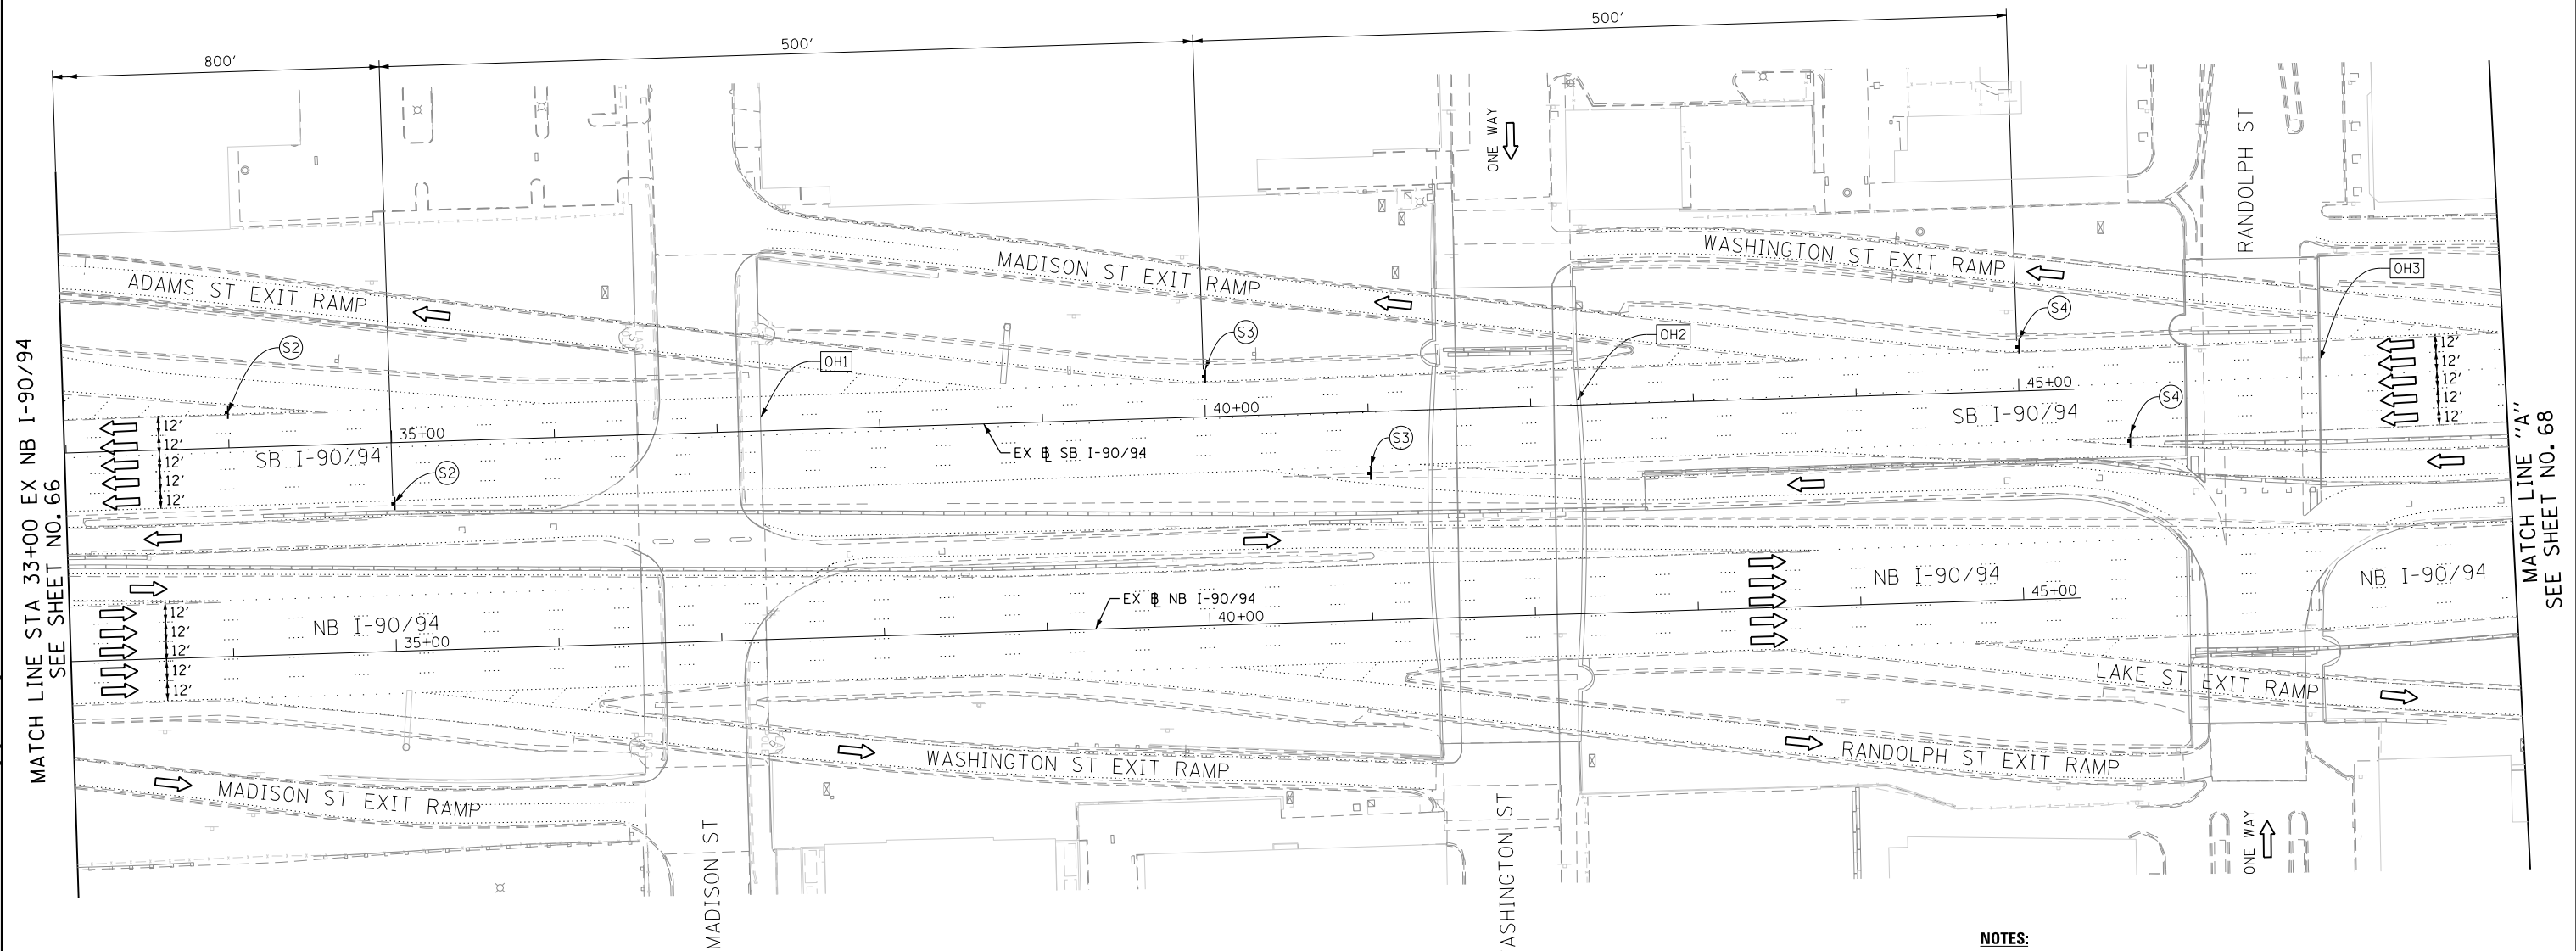 800'
500'
500'
ONE WAY
RANDOLPH ST
ADAMS ST EXIT RAMP
MADISON ST EXIT RAMP
WASHINGTON ST EXIT RAMP
OH3
S2
S3
S4
OH1
OH2
12'
12'
12'
12'
12'
45+00
40+00
35+00
SB I-90/94
SB I-90/94
S4
S3
S2
EX B SB I-90/94
12'
12'
12'
12'
12'
MATCH LINE STA 33+00 EX NB I-90/94
SEE SHEET NO. 66
MATCH LINE "A"
SEE SHEET NO. 68
NB I-90/94
NB I-90/94
NB I-90/94
EX B NB I-90/94
45+00
40+00
35+00
12'
12'
12'
12'
12'
LAKE ST EXIT RAMP
RANDOLPH ST EXIT RAMP
WASHINGTON ST EXIT RAMP
MADISON ST EXIT RAMP
MADISON ST
ASHINGTON ST
ONE WAY
NOTES: